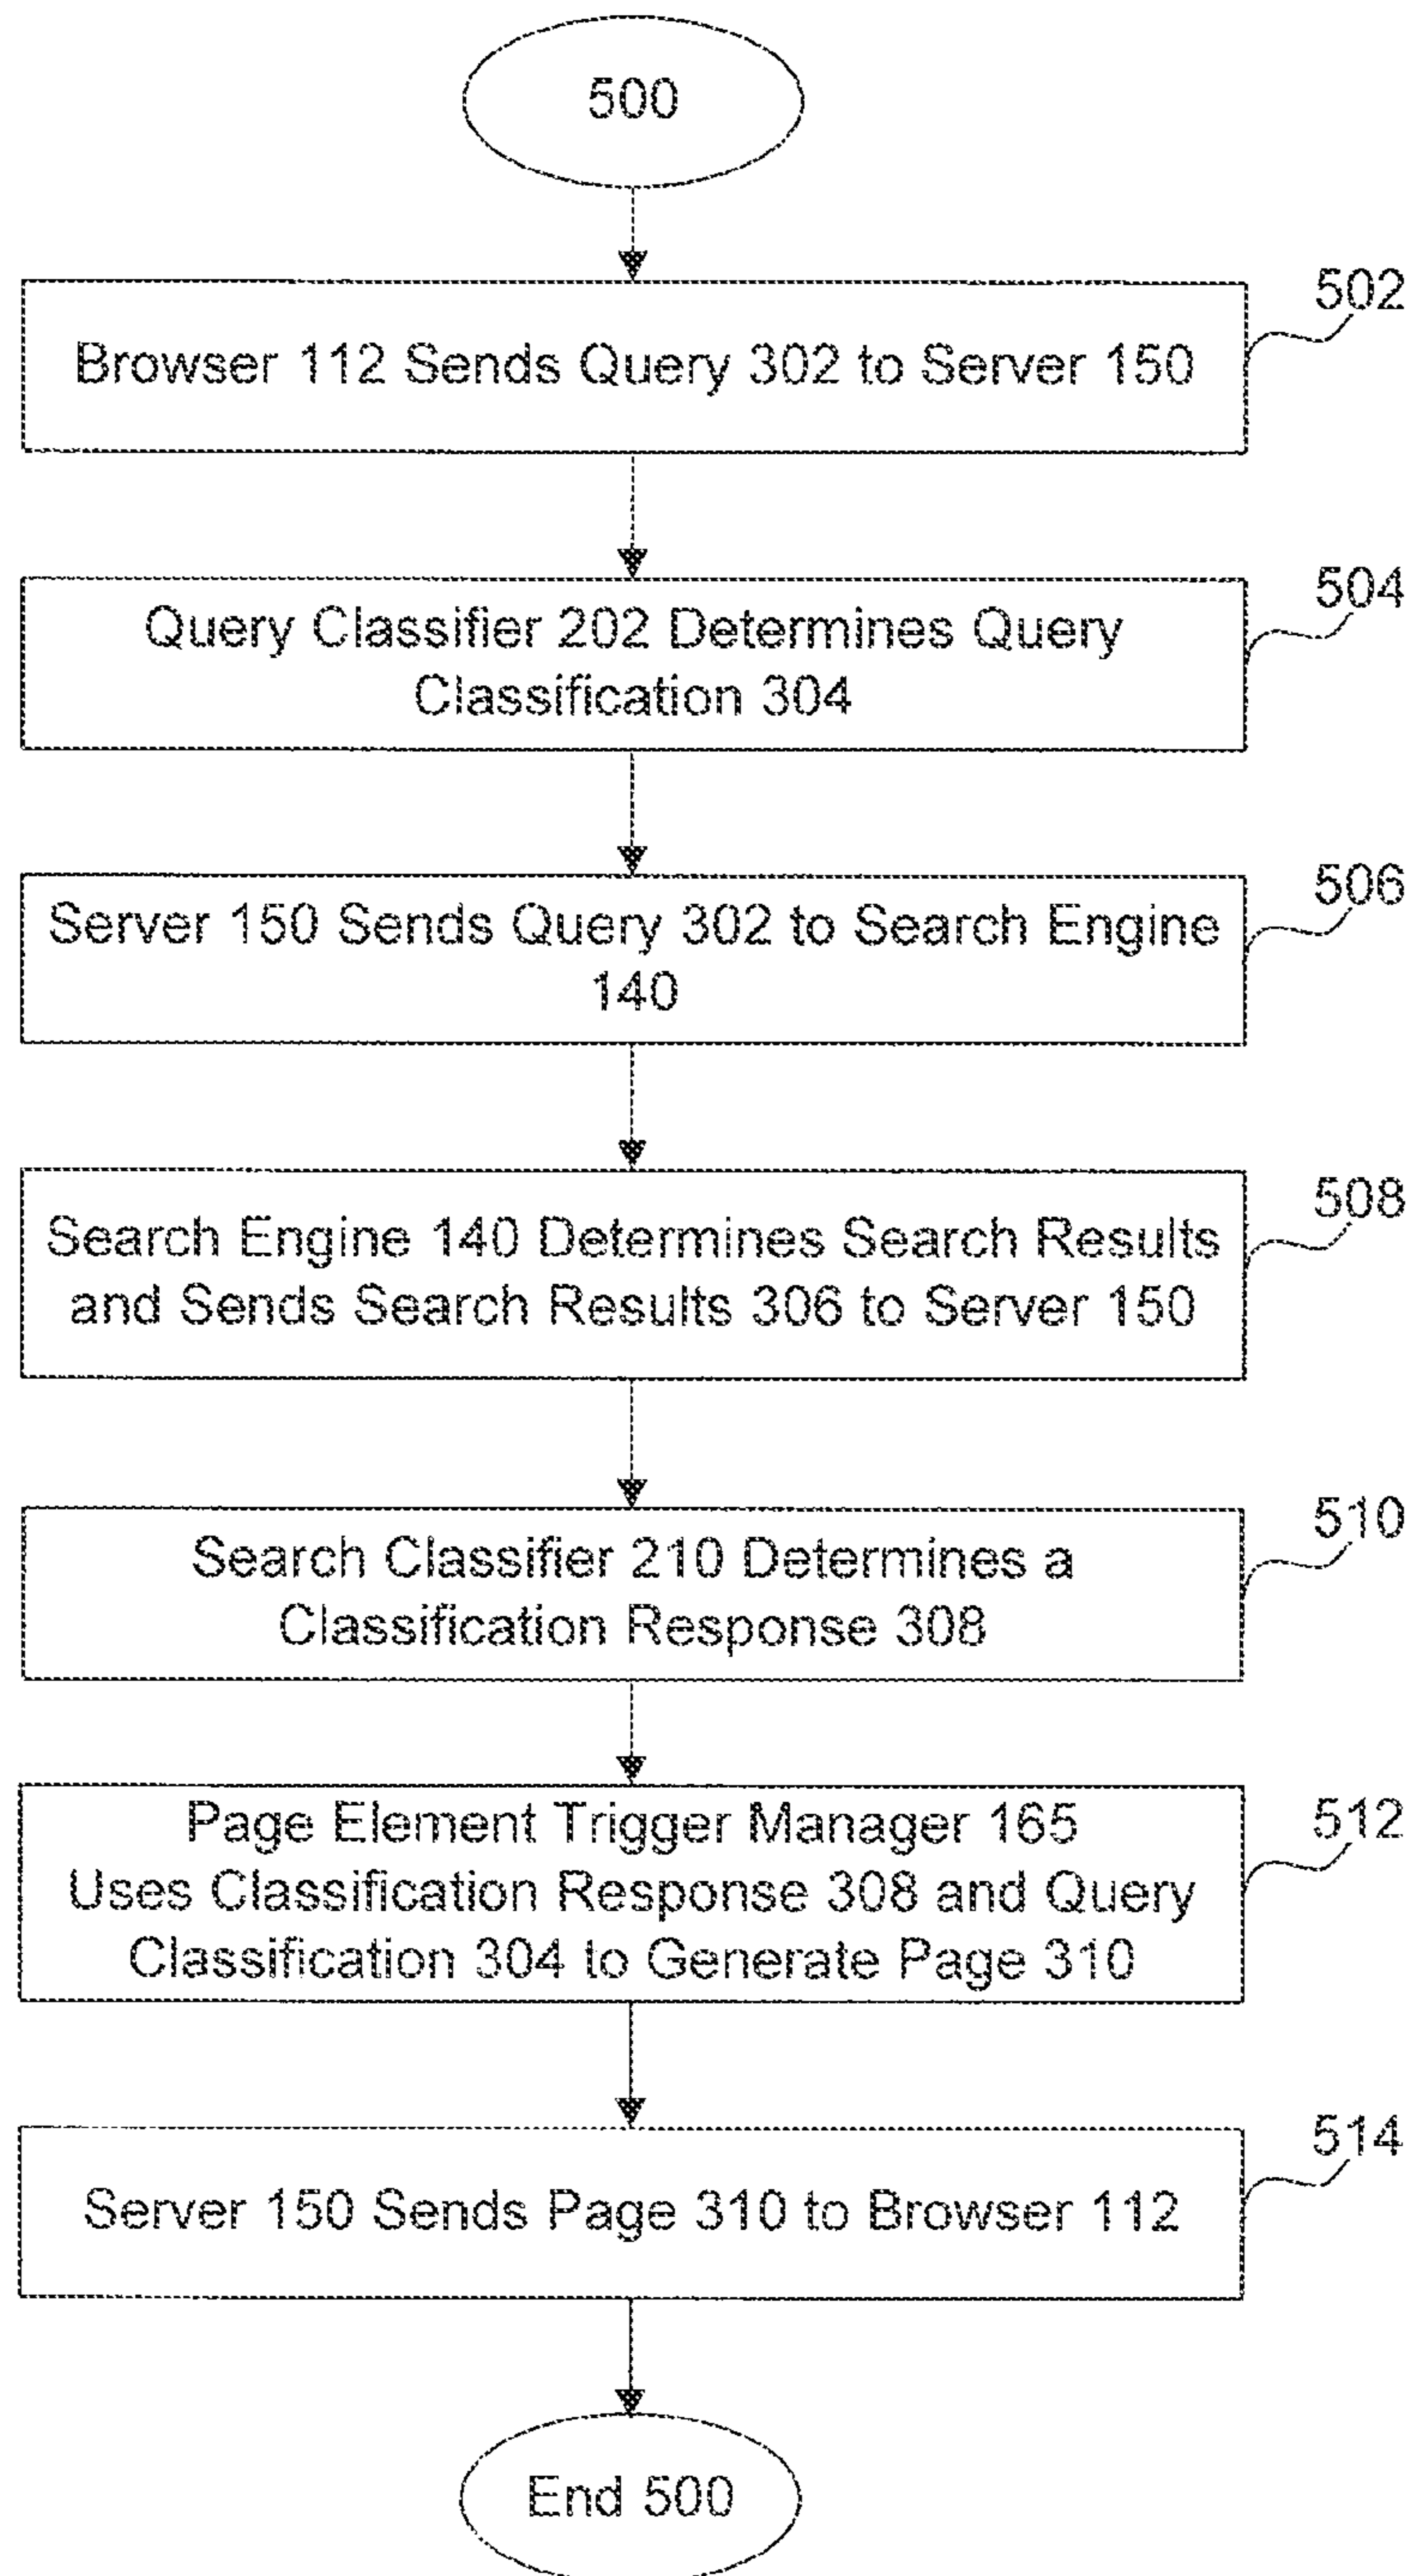 500
502
Browser 112 Sends Query 302 to Server 150
504
Query Classifier 202 Determines Query
Classification 304
506
Server 150 Sends Query 302 to Search Engine
140
508
Search Engine 140 Determines Search Results
and Sends Search Results 306 to Server 150
510
Search Classifier 210 Determines a
Classification Response 308
512
Page Element Trigger Manager 165
Uses Classification Response 308 and Query
Classification 304 to Generate Page 310
514
Server 150 Sends Page 310 to Browser 112
End 500